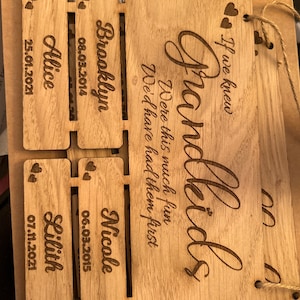 If we knew
Grandkids
Were this much fun
We'd have had them first
Brooklyn
08.05.2014
Alice
25.01.2021
Nicole
06.03.2015
Lilith
07.11.2021